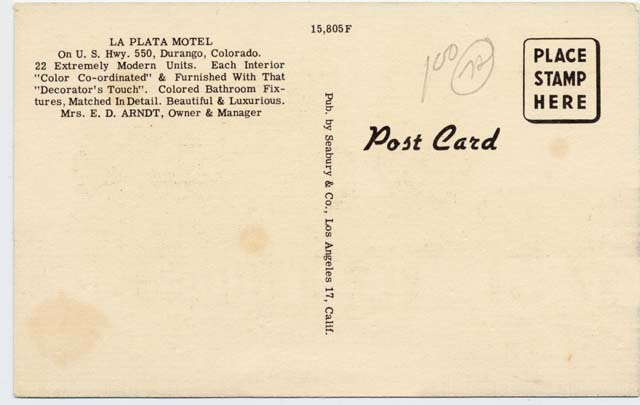 15,805F
LA PLATA MOTEL
On U. S. Hwy. 550, Durango, Colorado.
22 Extremely Modern Units. Each Interior
"Color Co-ordinated" & Furnished With That
"Decorator's Touch". Colored Bathroom Fix-
tures, Matched In Detail. Beautiful & Luxurious.
Mrs. E. D. ARNDT, Owner & Manager
Pub. by Seabury & Co., Los Angeles 17, Calif.
100
Post Card
PLACE
STAMP
HERE